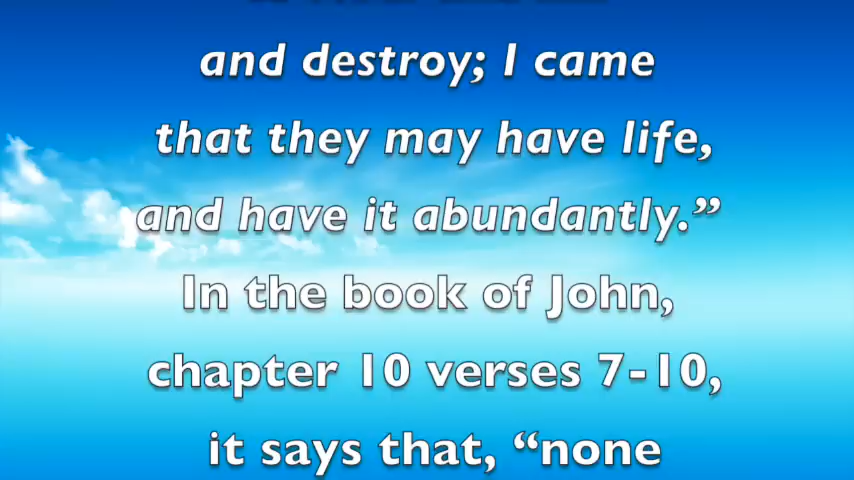 and destroy; I came
that they may have life,
and have it abundantly.”
In the book of John,
chapter 10 verses 7-10,
it says that, “none